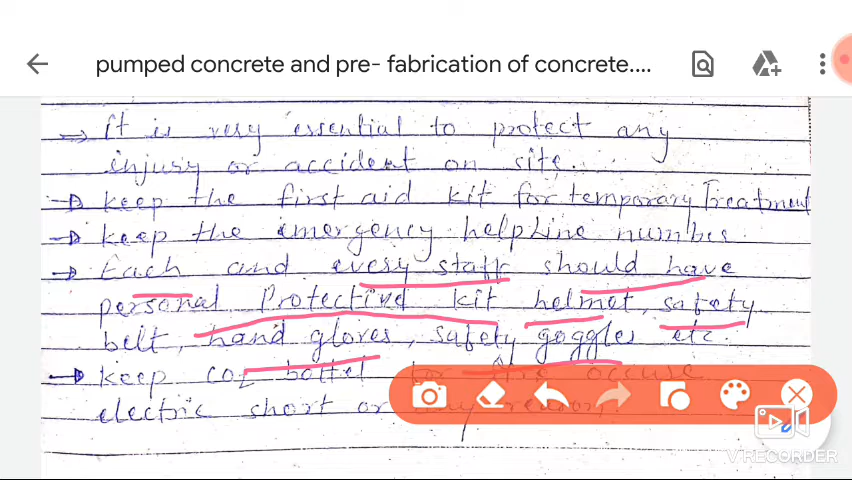 pumped concrete and pre- fabrication of concrete....
→ it is very essential to protect any
injury or accident on site.
→ keep the first aid kit for temporary Treatment
→ keep the emergency helpline number.
→ Each and every staff should have
personal Protective kit helmet, safety
belt, hand gloves, safety goggles etc.
→ keep CO2 bottel for
electric short or
V RECORDER